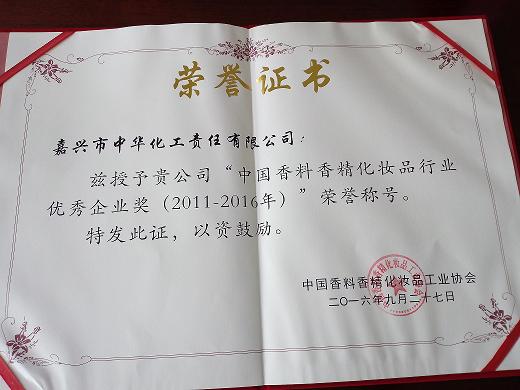 荣誉证书
嘉兴市中华化工责任有限公司：
兹授予贵公司“中国香料香精化妆品行业
优秀企业奖（2011-2016年）”荣誉称号。
特发此证，以资鼓励。
中国香料香精化妆品工业协会
二〇一六年九月二十七日